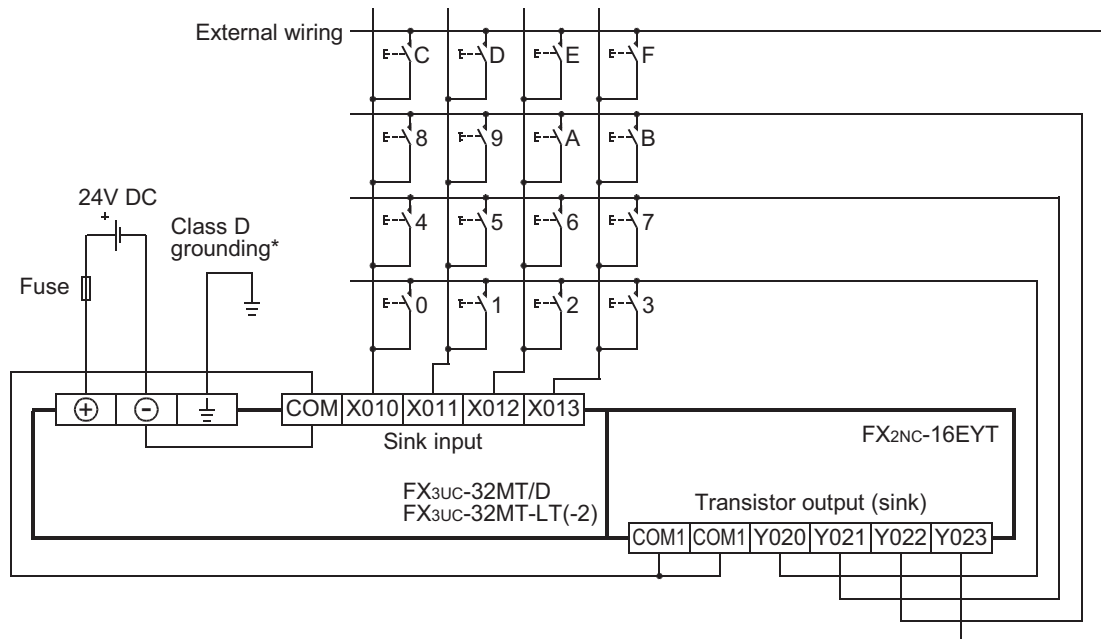 External wiring
C D E F
8 9 A B
24V DC
+
Class D
grounding*
4 5 6 7
Fuse
0 1 2 3
+ - COM X010 X011 X012 X013
Sink input
FX2NC-16EYT
FX3UC-32MT/D
FX3UC-32MT-LT(-2)
Transistor output (sink)
COM1 COM1 Y020 Y021 Y022 Y023